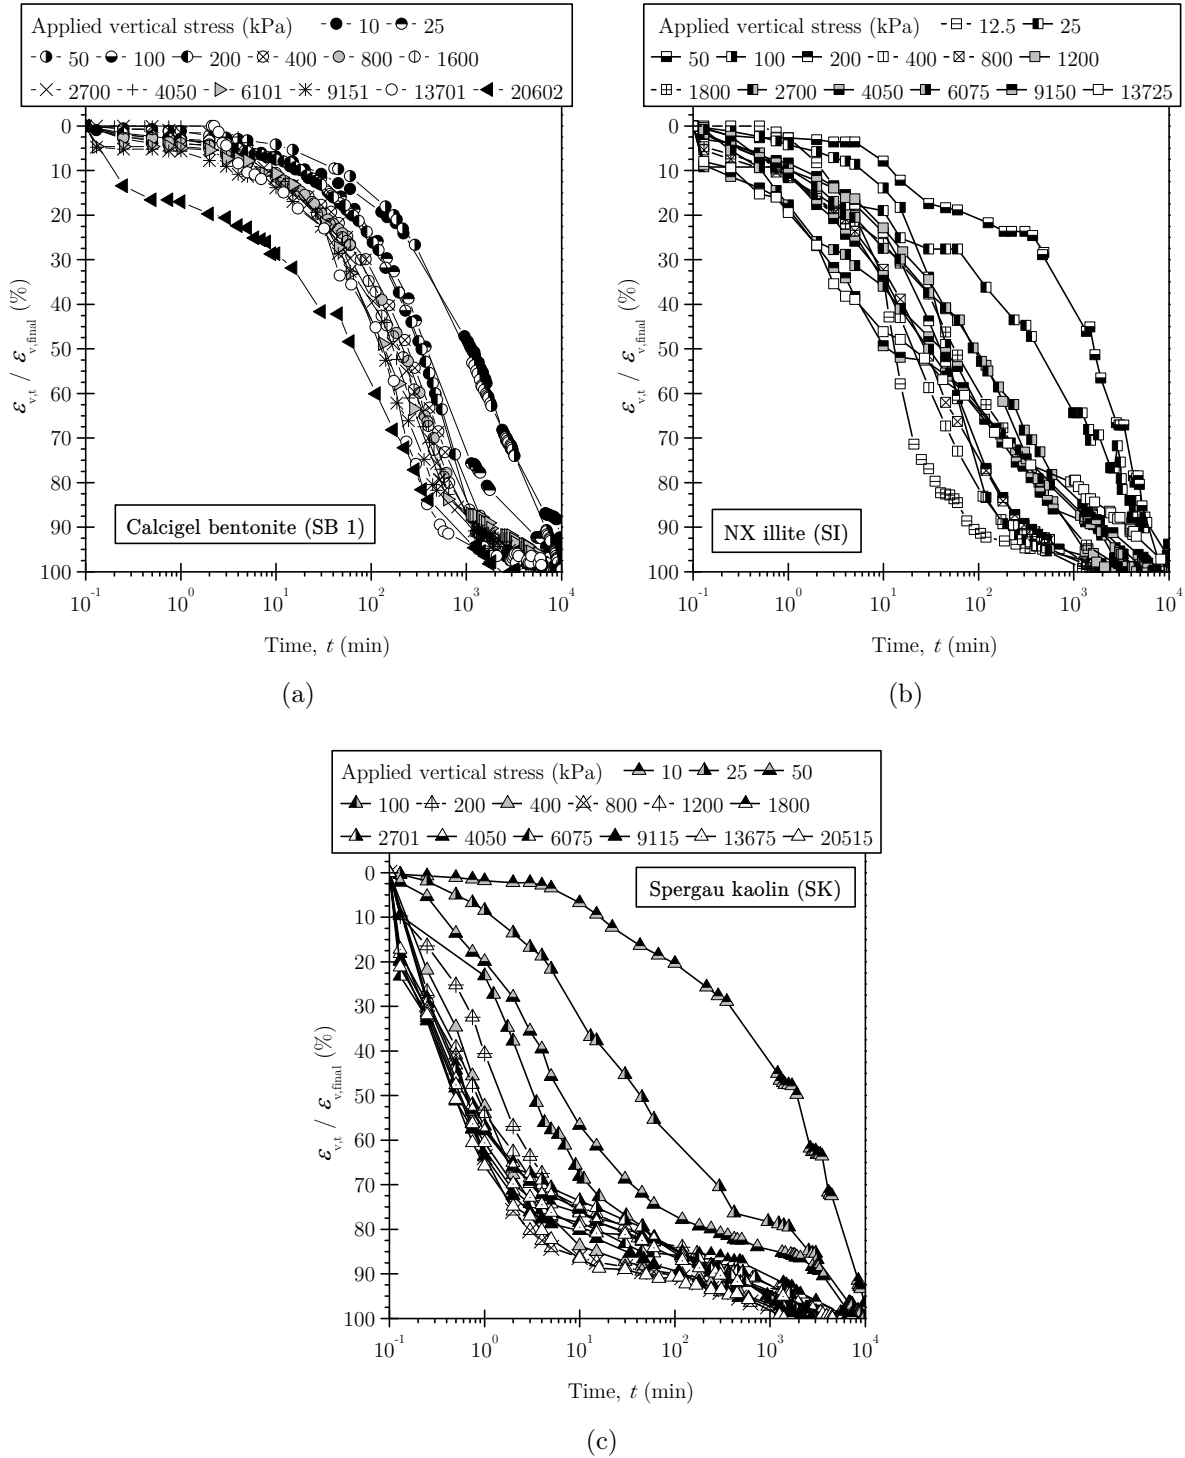 Applied vertical stress (kPa) 10 25
50 100 200 400 800 1600
2700 4050 6101 9151 13701 20602
0
10
20
30
40
50
60
70
80
90
100
ε_v,t / ε_v,final (%)
Calcigel bentonite (SB 1)
10^-1 10^0 10^1 10^2 10^3 10^4
Time, t (min)
(a)
Applied vertical stress (kPa) 12.5 25
50 100 200 400 800 1200
1800 2700 4050 6075 9150 13725
0
10
20
30
40
50
60
70
80
90
100
ε_v,t / ε_v,final (%)
NX illite (SI)
10^-1 10^0 10^1 10^2 10^3 10^4
Time, t (min)
(b)
Applied vertical stress (kPa) 10 25 50
100 200 400 800 1200 1800
2701 4050 6075 9115 13675 20515
Spergau kaolin (SK)
0
10
20
30
40
50
60
70
80
90
100
ε_v,t / ε_v,final (%)
10^-1 10^0 10^1 10^2 10^3 10^4
Time, t (min)
(c)